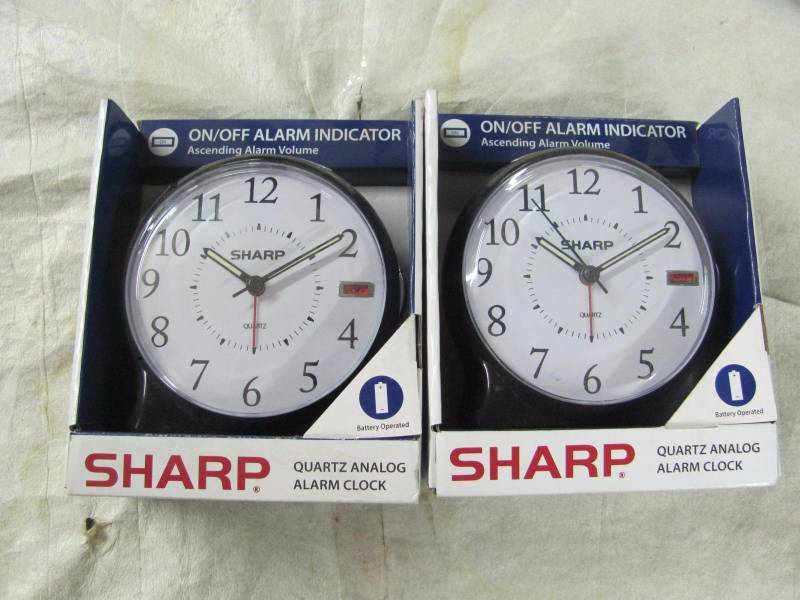 ON/OFF ALARM INDICATOR
Ascending Alarm Volume
12
11 1
10 2
SHARP
9
8 4
QUARTZ
7 5
6
Battery Operated
SHARP®
QUARTZ ANALOG
ALARM CLOCK
ON/OFF ALARM INDICATOR
Ascending Alarm Volume
12
11 1
10 2
SHARP
9
8 4
QUARTZ
7 5
6
Battery Operated
SHARP®
QUARTZ ANALOG
ALARM CLOCK